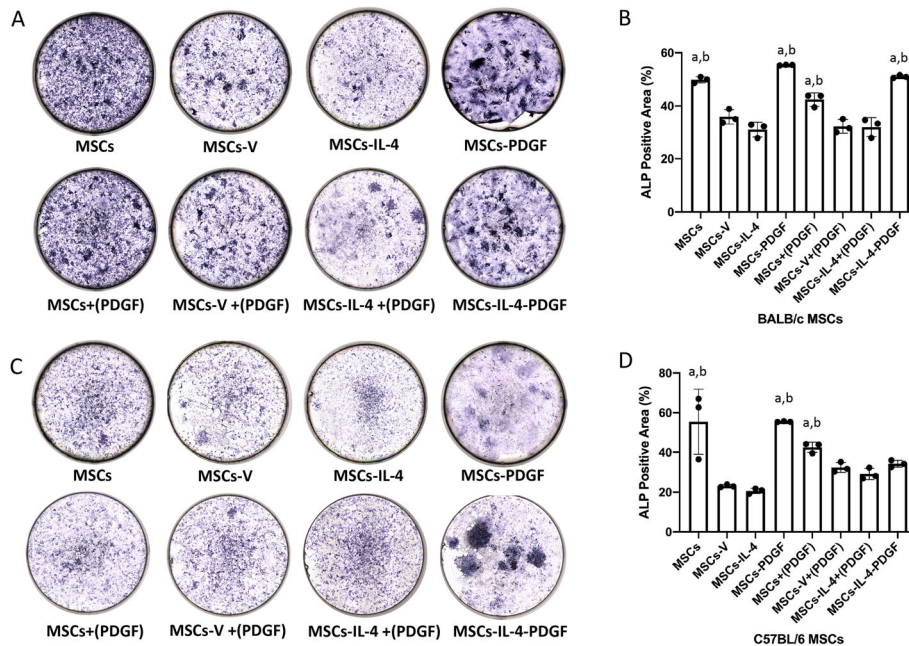 A
MSCs
MSCs-V
MSCs-IL-4
MSCs-PDGF
MSCs+(PDGF)
MSCs-V +(PDGF)
MSCs-IL-4 +(PDGF)
MSCs-IL-4-PDGF
B
ALP Positive Area (%)
60
40
20
0
a,b
a,b
a,b
a,b
MSCs
MSCs-V
MSCs-IL-4
MSCs-PDGF
MSCs+(PDGF)
MSCs-V+(PDGF)
MSCs-IL-4+(PDGF)
MSCs-IL-4-PDGF
BALB/c MSCs
C
MSCs
MSCs-V
MSCs-IL-4
MSCs-PDGF
MSCs+(PDGF)
MSCs-V +(PDGF)
MSCs-IL-4 +(PDGF)
MSCs-IL-4-PDGF
D
ALP Positive Area (%)
80
60
40
20
0
a,b
a,b
a,b
MSCs
MSCs-V
MSCs-IL-4
MSCs-PDGF
MSCs+(PDGF)
MSCs-V+(PDGF)
MSCs-IL-4+(PDGF)
MSCs-IL-4-PDGF
C57BL/6 MSCs